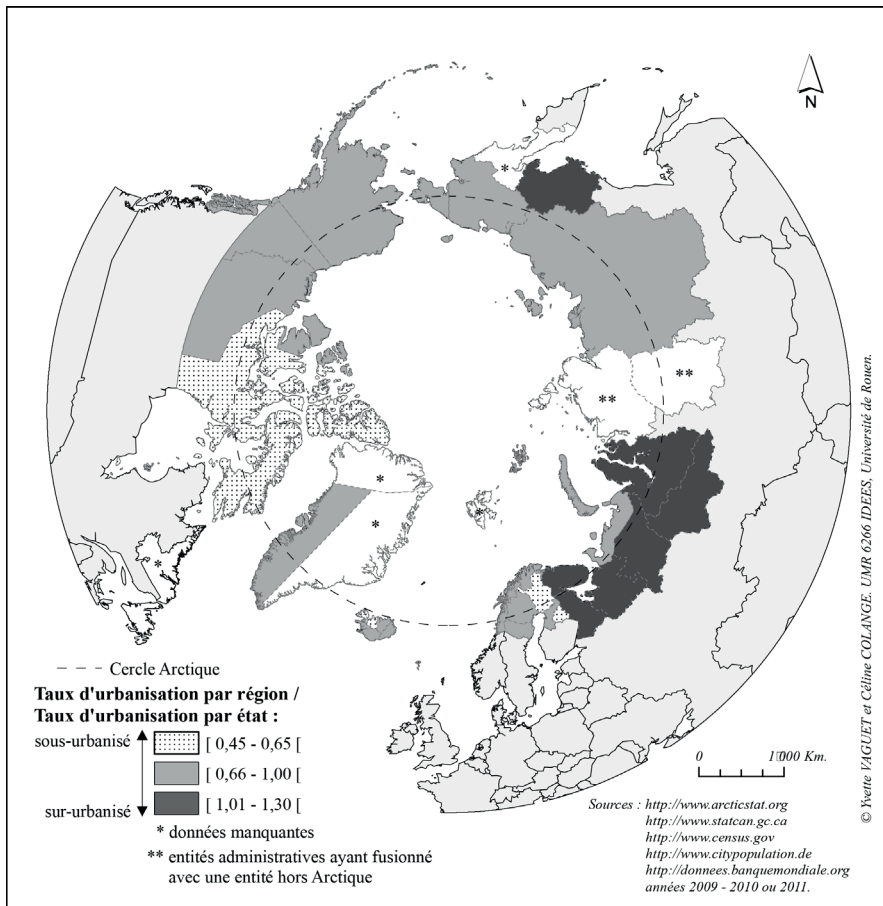 N
*
**
**
*
*
*
*
Cercle Arctique
Taux d'urbanisation par région /
Taux d'urbanisation par état :
sous-urbanisé
[ 0,45 - 0,65 [
[ 0,66 - 1,00 [
sur-urbanisé
[ 1,01 - 1,30 [
* données manquantes
** entités administratives ayant fusionné
avec une entité hors Arctique
0
1 000 Km.
Sources : http://www.arcticstat.org
http://www.statcan.gc.ca
http://www.census.gov
http://www.citypopulation.de
http://donnees.banquemondiale.org
années 2009 - 2010 ou 2011.
© Yvette VAGUET et Céline COLANGE. UMR 6266 IDEES, Université de Rouen.